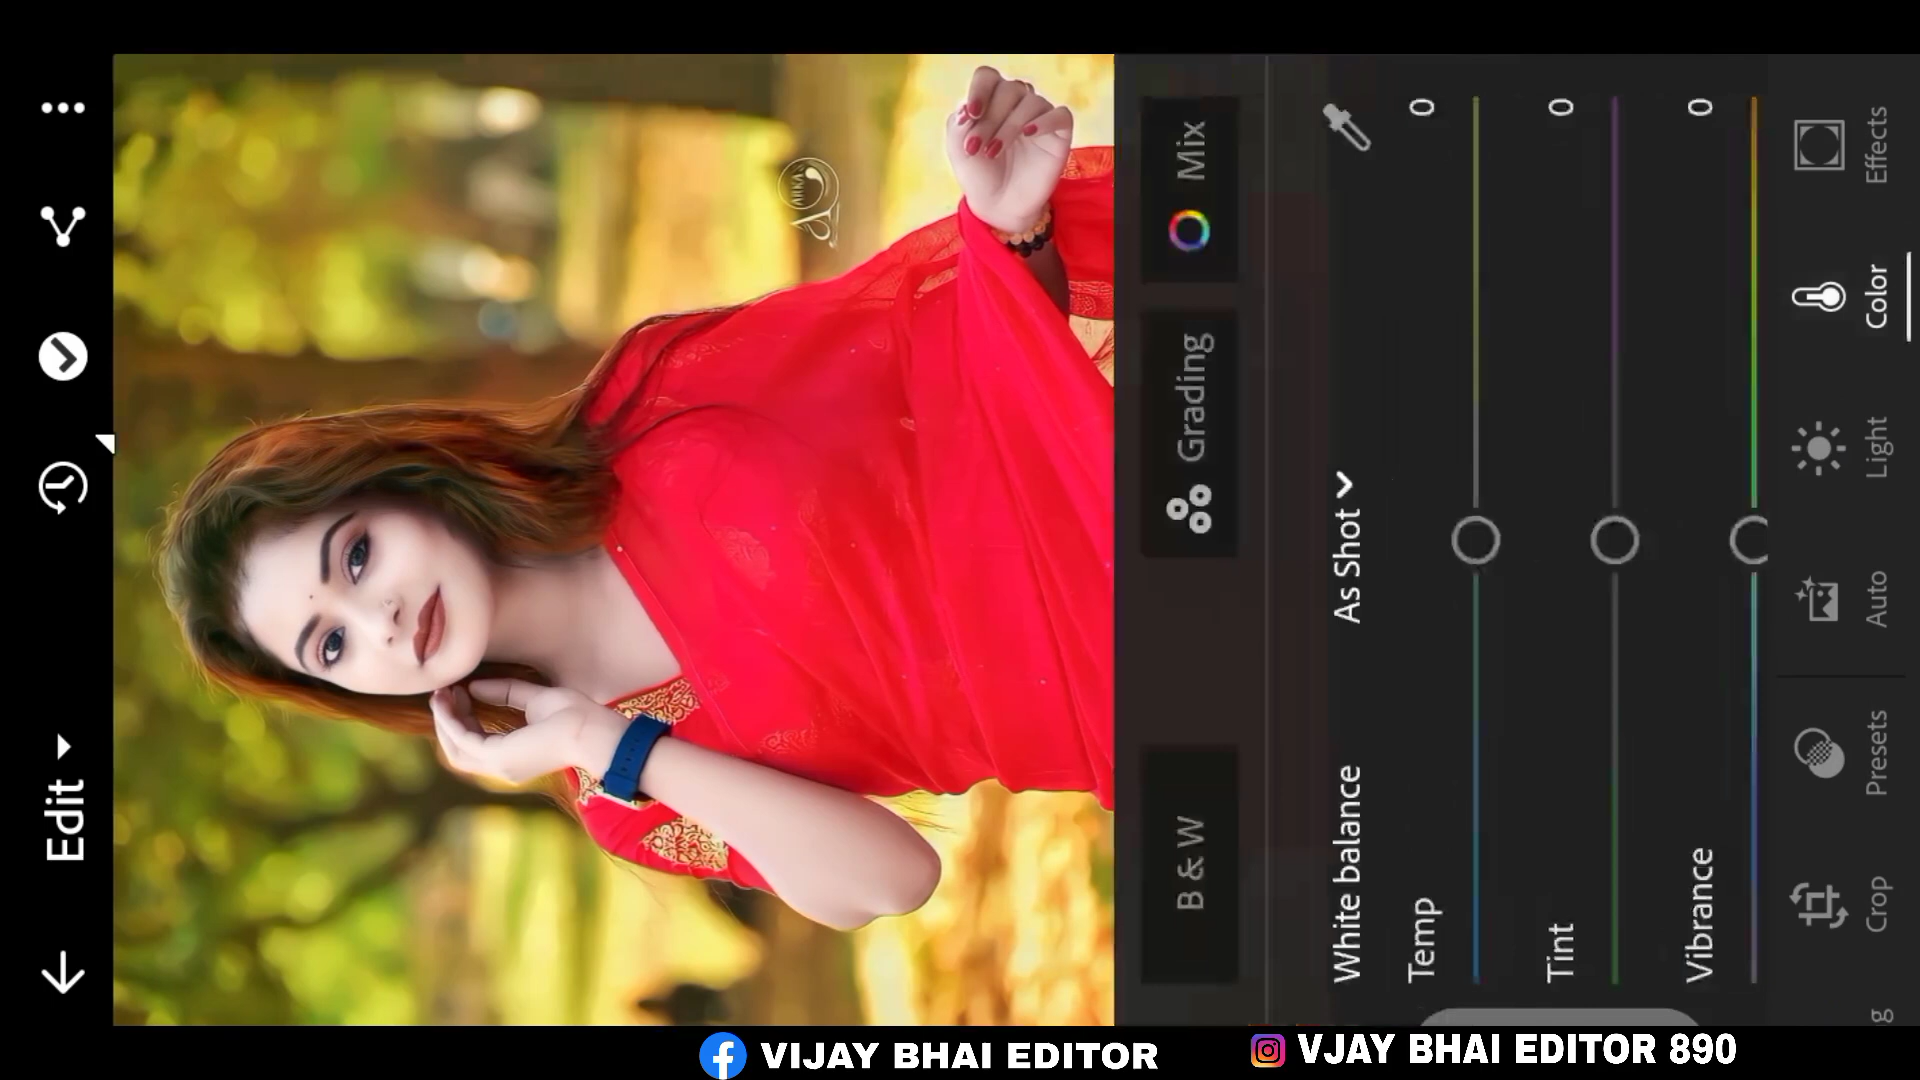 Edit
B & W
Grading
Mix
White balance
As Shot
Temp
0
Tint
0
Vibrance
0
Crop
Presets
Auto
Light
Color
Effects
VIJAY BHAI EDITOR
VJAY BHAI EDITOR 890